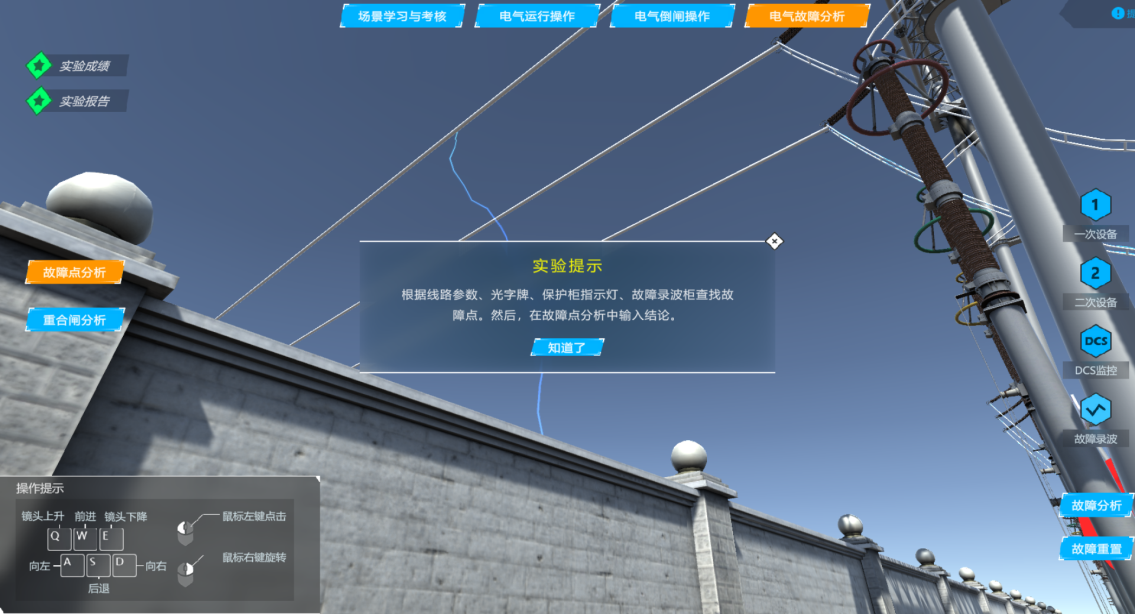 场景学习与考核
电气运行操作
电气倒闸操作
电气故障分析
实验成绩
实验报告
故障点分析
重合闸分析
实验提示
根据线路参数、光字牌、保护柜指示灯、故障录波柜查找故
障点。然后，在故障点分析中输入结论。
知道了
1
一次设备
2
二次设备
DCS
DCS监控
故障录波
故障分析
故障重置
操作提示
镜头上升 前进 镜头下降
Q W E
向左 A S D 向右
后退
鼠标左键点击
鼠标右键旋转